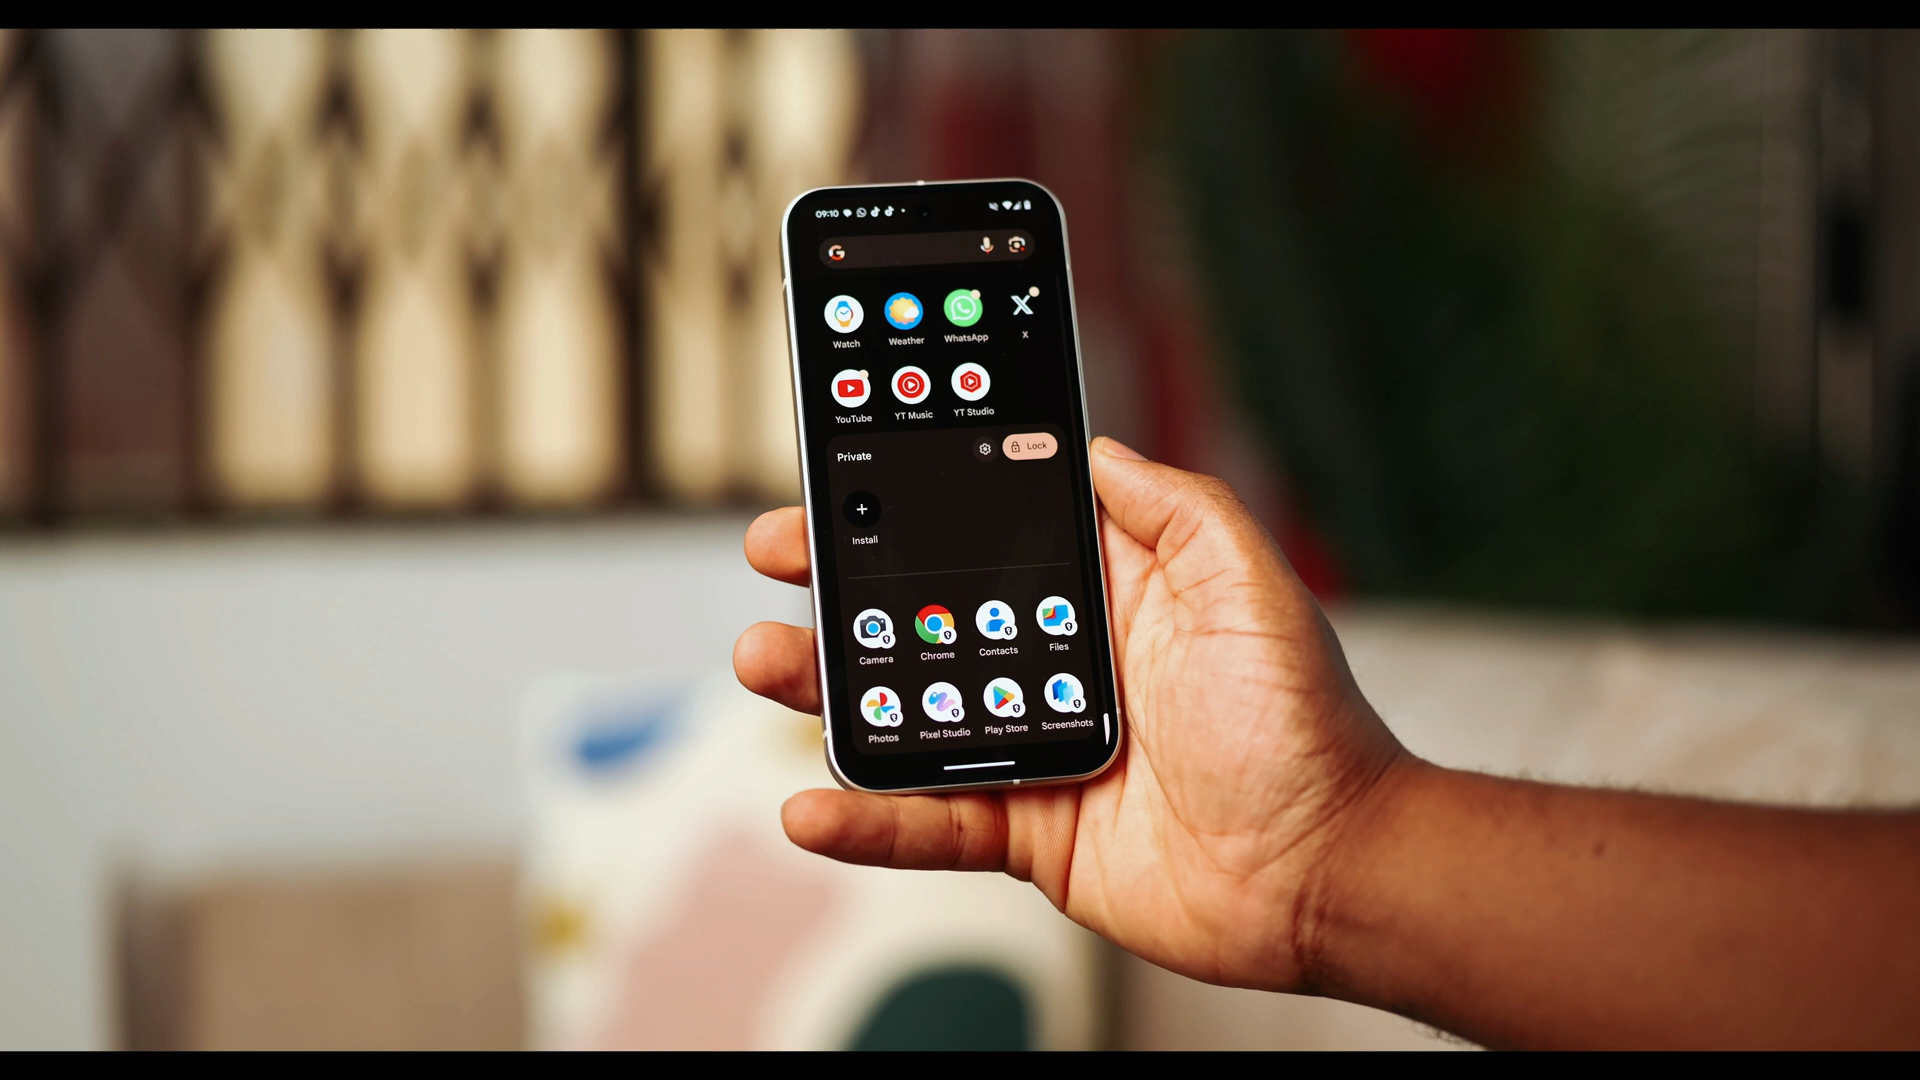 09:10
Watch Weather WhatsApp X
YouTube YT Music YT Studio
Private Lock
Install
Camera Chrome Contacts Files
Photos Pixel Studio Play Store Screenshots